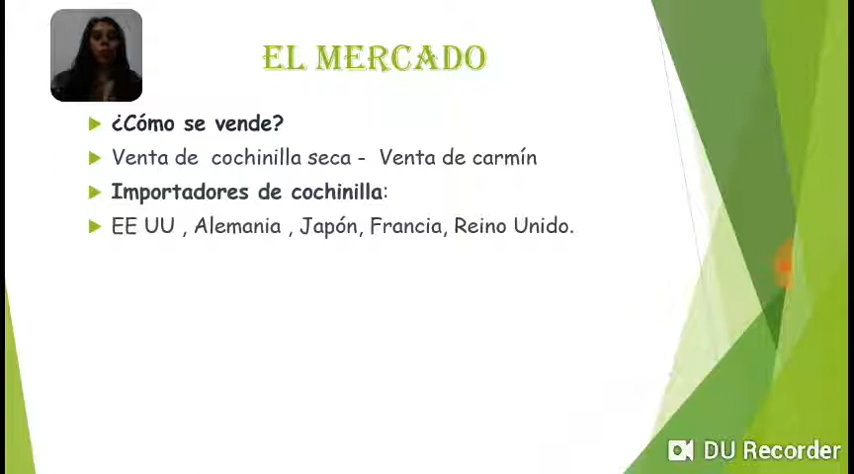 EL MERCADO
¿Cómo se vende?
Venta de cochinilla seca - Venta de carmín
Importadores de cochinilla:
EE UU , Alemania , Japón, Francia, Reino Unido.
DU Recorder